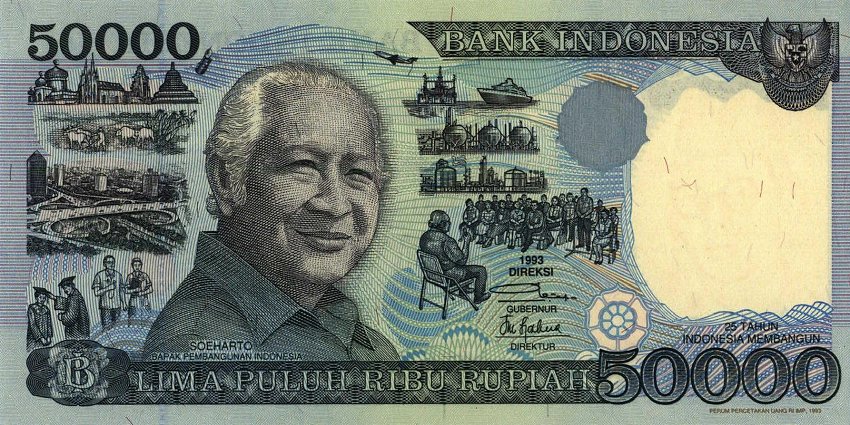 50000
BANK INDONESIA
1993
DIREKSI
GUBERNUR
DIREKTUR
SOEHARTO
BAPAK PEMBANGUNAN INDONESIA
25 TAHUN
INDONESIA MEMBANGUN
B
LIMA PULUH RIBU RUPIAH
50000
PERUM PERCETAKAN UANG RI IMP. 1993